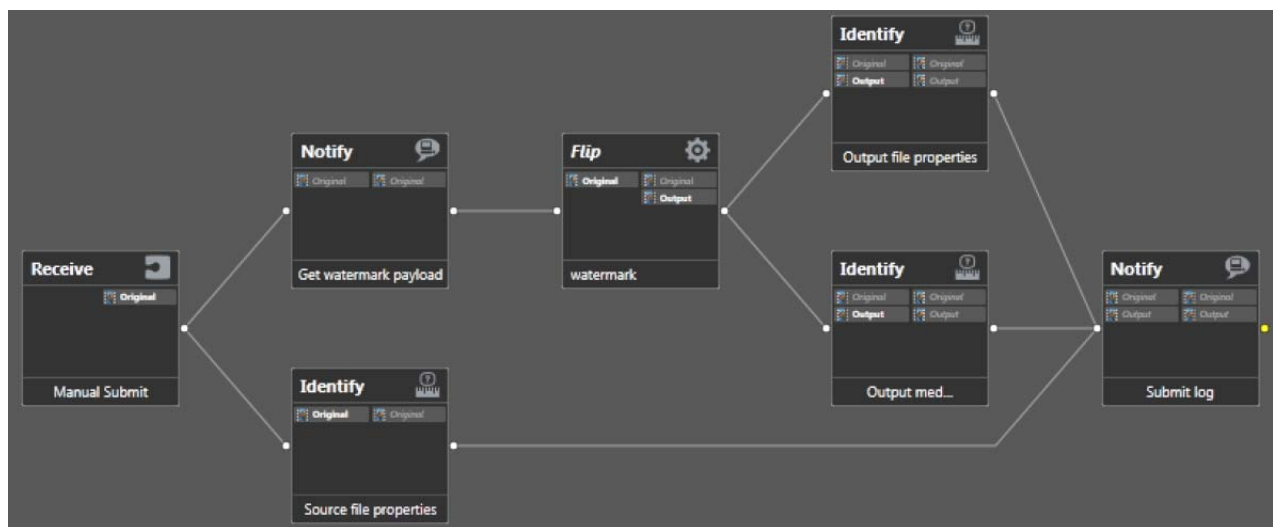 Identify
Original Original
Output Output
Output file properties
Notify
Original Original
Get watermark payload
Flip
Original Original
Output
watermark
Receive
Original
Manual Submit
Identify
Original Original
Output Output
Output med...
Notify
Original Original
Output Output
Submit log
Identify
Original Original
Source file properties